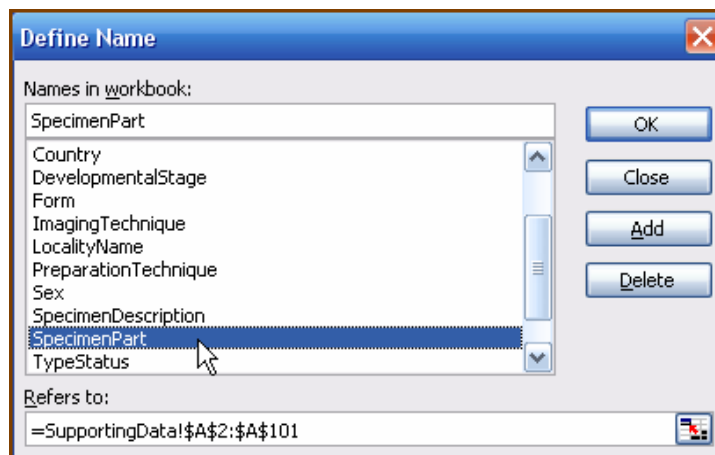 Define Name
Names in workbook:
SpecimenPart
OK
Country
DevelopmentalStage
Close
Form
ImagingTechnique
Add
LocalityName
PreparationTechnique
Delete
Sex
SpecimenDescription
SpecimenPart
TypeStatus
Refers to:
=SupportingData!$A$2:$A$101